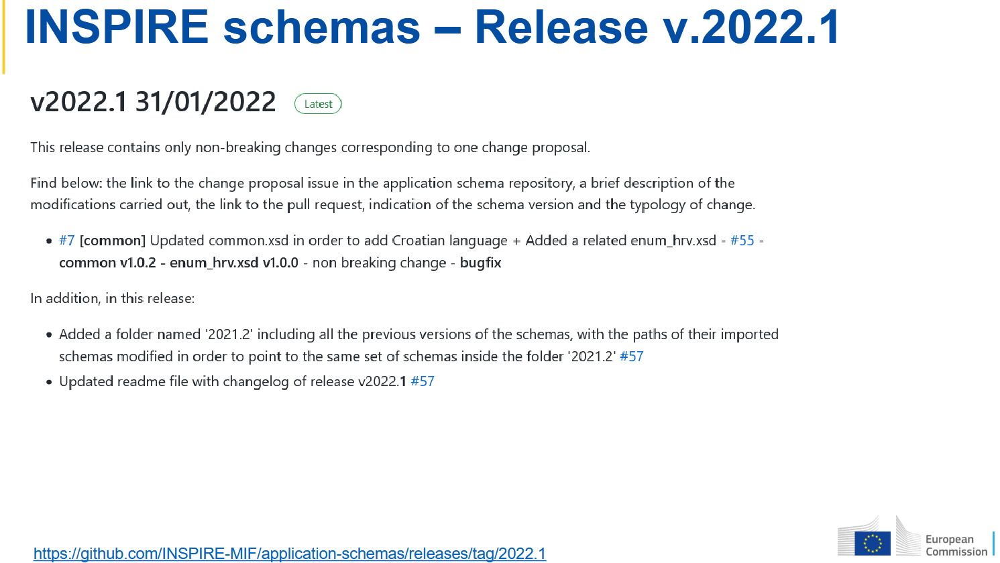 INSPIRE schemas – Release v.2022.1
v2022.1 31/01/2022 Latest
This release contains only non-breaking changes corresponding to one change proposal.
Find below: the link to the change proposal issue in the application schema repository, a brief description of the
modifications carried out, the link to the pull request, indication of the schema version and the typology of change.
• #7 [common] Updated common.xsd in order to add Croatian language + Added a related enum_hrv.xsd - #55 -
common v1.0.2 - enum_hrv.xsd v1.0.0 - non breaking change - bugfix
In addition, in this release:
• Added a folder named '2021.2' including all the previous versions of the schemas, with the paths of their imported
schemas modified in order to point to the same set of schemas inside the folder '2021.2' #57
• Updated readme file with changelog of release v2022.1 #57
https://github.com/INSPIRE-MIF/application-schemas/releases/tag/2022.1
European
Commission